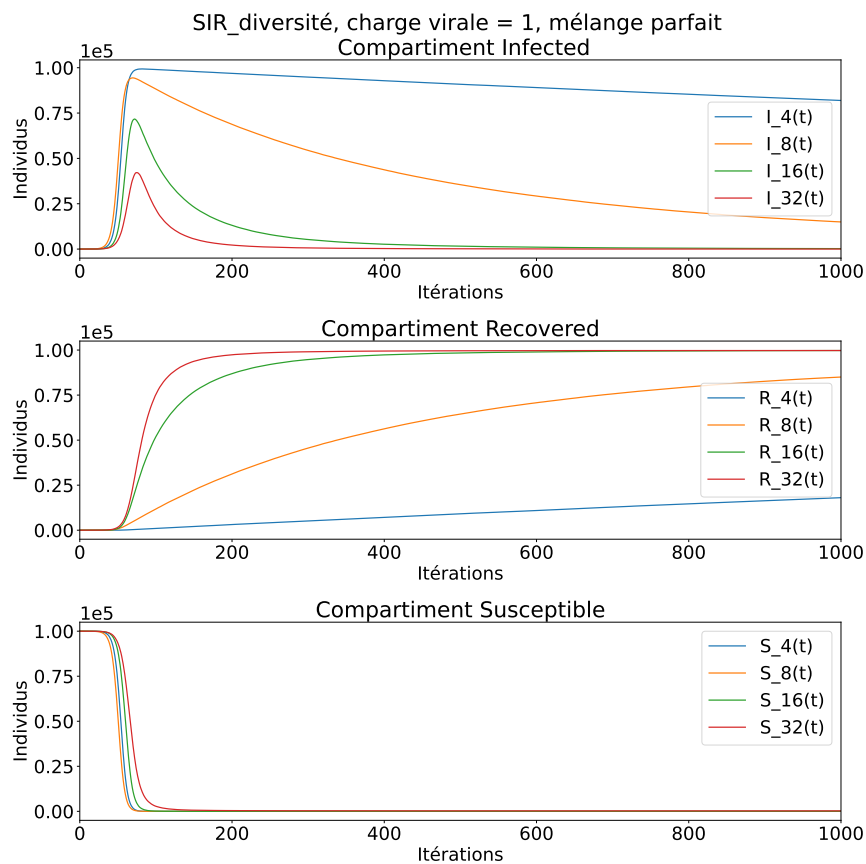 SIR_diversité, charge virale = 1, mélange parfait
Compartiment Infected
1e5
1.00
0.75
0.50
0.25
0.00
Individus
I_4(t)
I_8(t)
I_16(t)
I_32(t)
0 200 400 600 800 1000
Itérations
Compartiment Recovered
1e5
1.00
0.75
0.50
0.25
0.00
Individus
R_4(t)
R_8(t)
R_16(t)
R_32(t)
0 200 400 600 800 1000
Itérations
Compartiment Susceptible
1e5
1.00
0.75
0.50
0.25
0.00
Individus
S_4(t)
S_8(t)
S_16(t)
S_32(t)
0 200 400 600 800 1000
Itérations